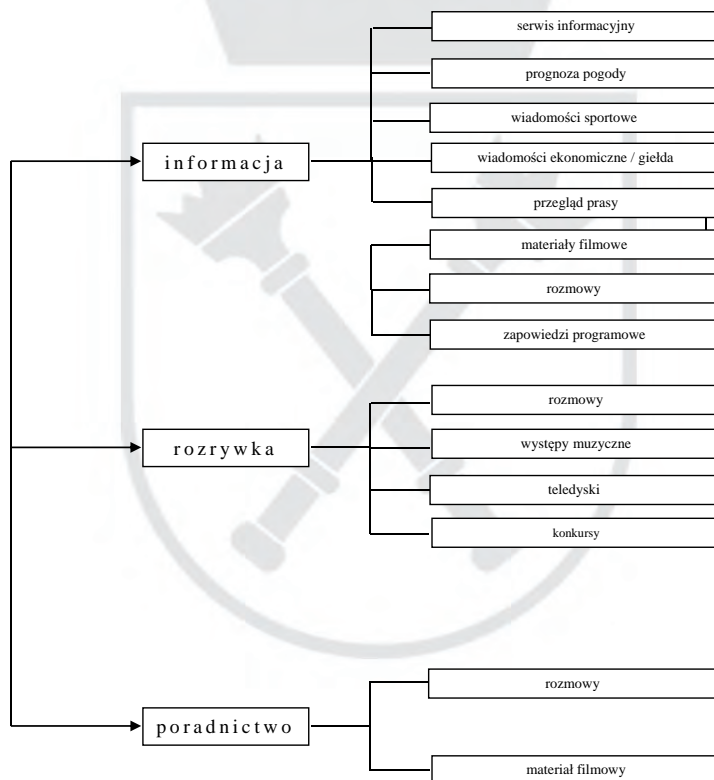 serwis informacyjny
prognoza pogody
wiadomości sportowe
informacja
wiadomości ekonomiczne / giełda
przegląd prasy
materiały filmowe
rozmowy
zapowiedzi programowe
rozmowy
rozrywka
występy muzyczne
teledyski
konkursy
rozmowy
poradnictwo
materiał filmowy